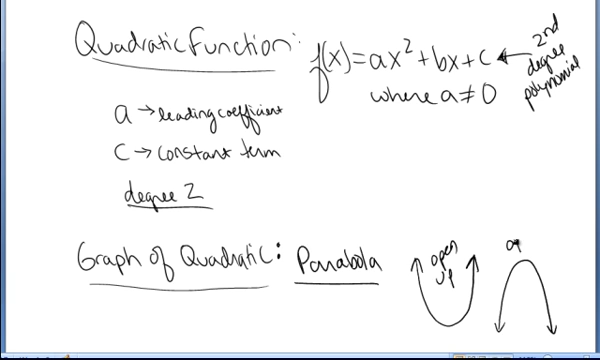 Quadratic Function: f(x)=ax²+bx+c ← 2nd degree polynomial
where a≠0
a → leading coefficient
c → constant term
degree 2
Graph of Quadratic: Parabola
open up
op